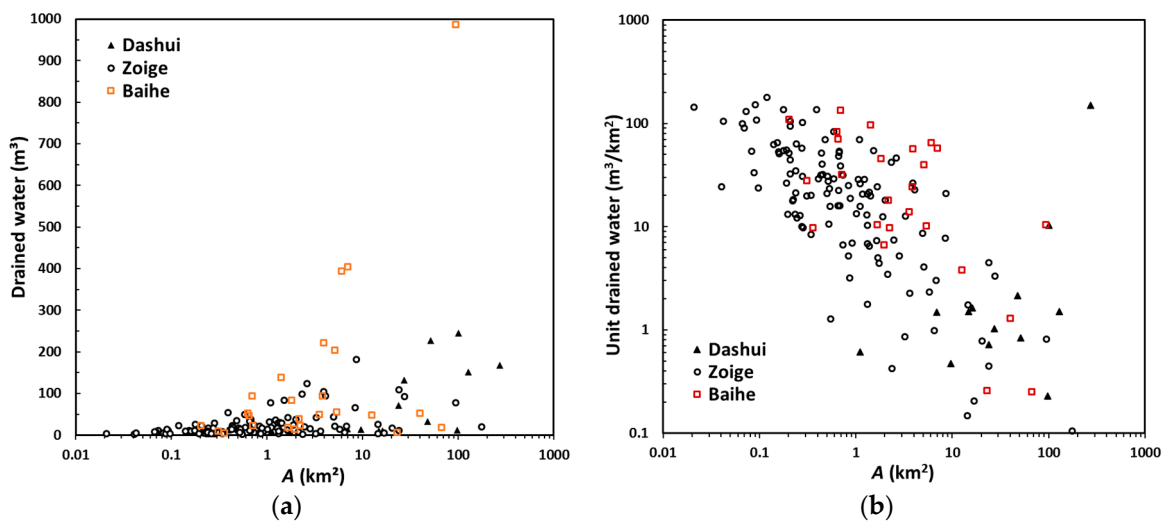 1000
900
800
700
600
500
400
300
200
100
0
Drained water (m³)
Dashui
Zoige
Baihe
0.01 0.1 1 10 100 1000
A (km²)
(a)
1000
100
10
1
0.1
Unit drained water (m³/km²)
Dashui
Zoige
Baihe
0.01 0.1 1 10 100 1000
A (km²)
(b)